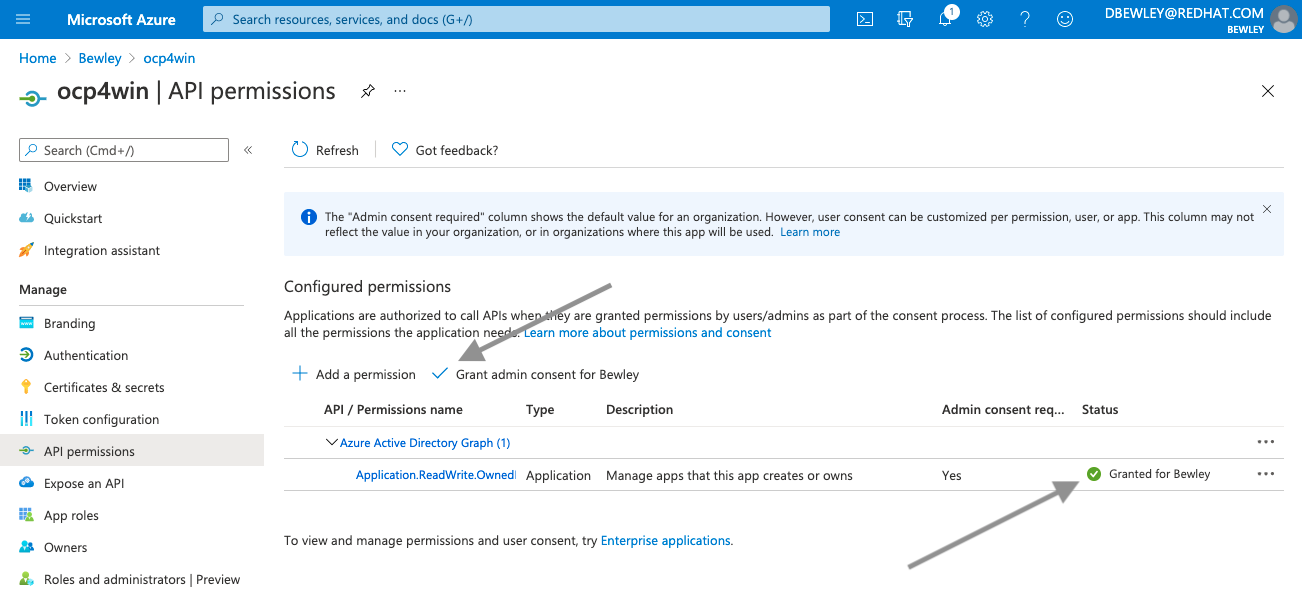 Microsoft Azure
Search resources, services, and docs (G+/)
1
DBEWLEY@REDHAT.COM
BEWLEY
Home > Bewley > ocp4win
ocp4win | API permissions
Search (Cmd+/)
«
Refresh
Got feedback?
Overview
Quickstart
Integration assistant
Manage
Branding
Authentication
Certificates & secrets
Token configuration
API permissions
Expose an API
App roles
Owners
Roles and administrators | Preview
The "Admin consent required" column shows the default value for an organization. However, user consent can be customized per permission, user, or app. This column may not
reflect the value in your organization, or in organizations where this app will be used. Learn more
Configured permissions
Applications are authorized to call APIs when they are granted permissions by users/admins as part of the consent process. The list of configured permissions should include
all the permissions the application needs. Learn more about permissions and consent
Add a permission
Grant admin consent for Bewley
API / Permissions name Type Description Admin consent req... Status
Azure Active Directory Graph (1)
Application.ReadWrite.Owned Application Manage apps that this app creates or owns Yes Granted for Bewley
To view and manage permissions and user consent, try Enterprise applications.